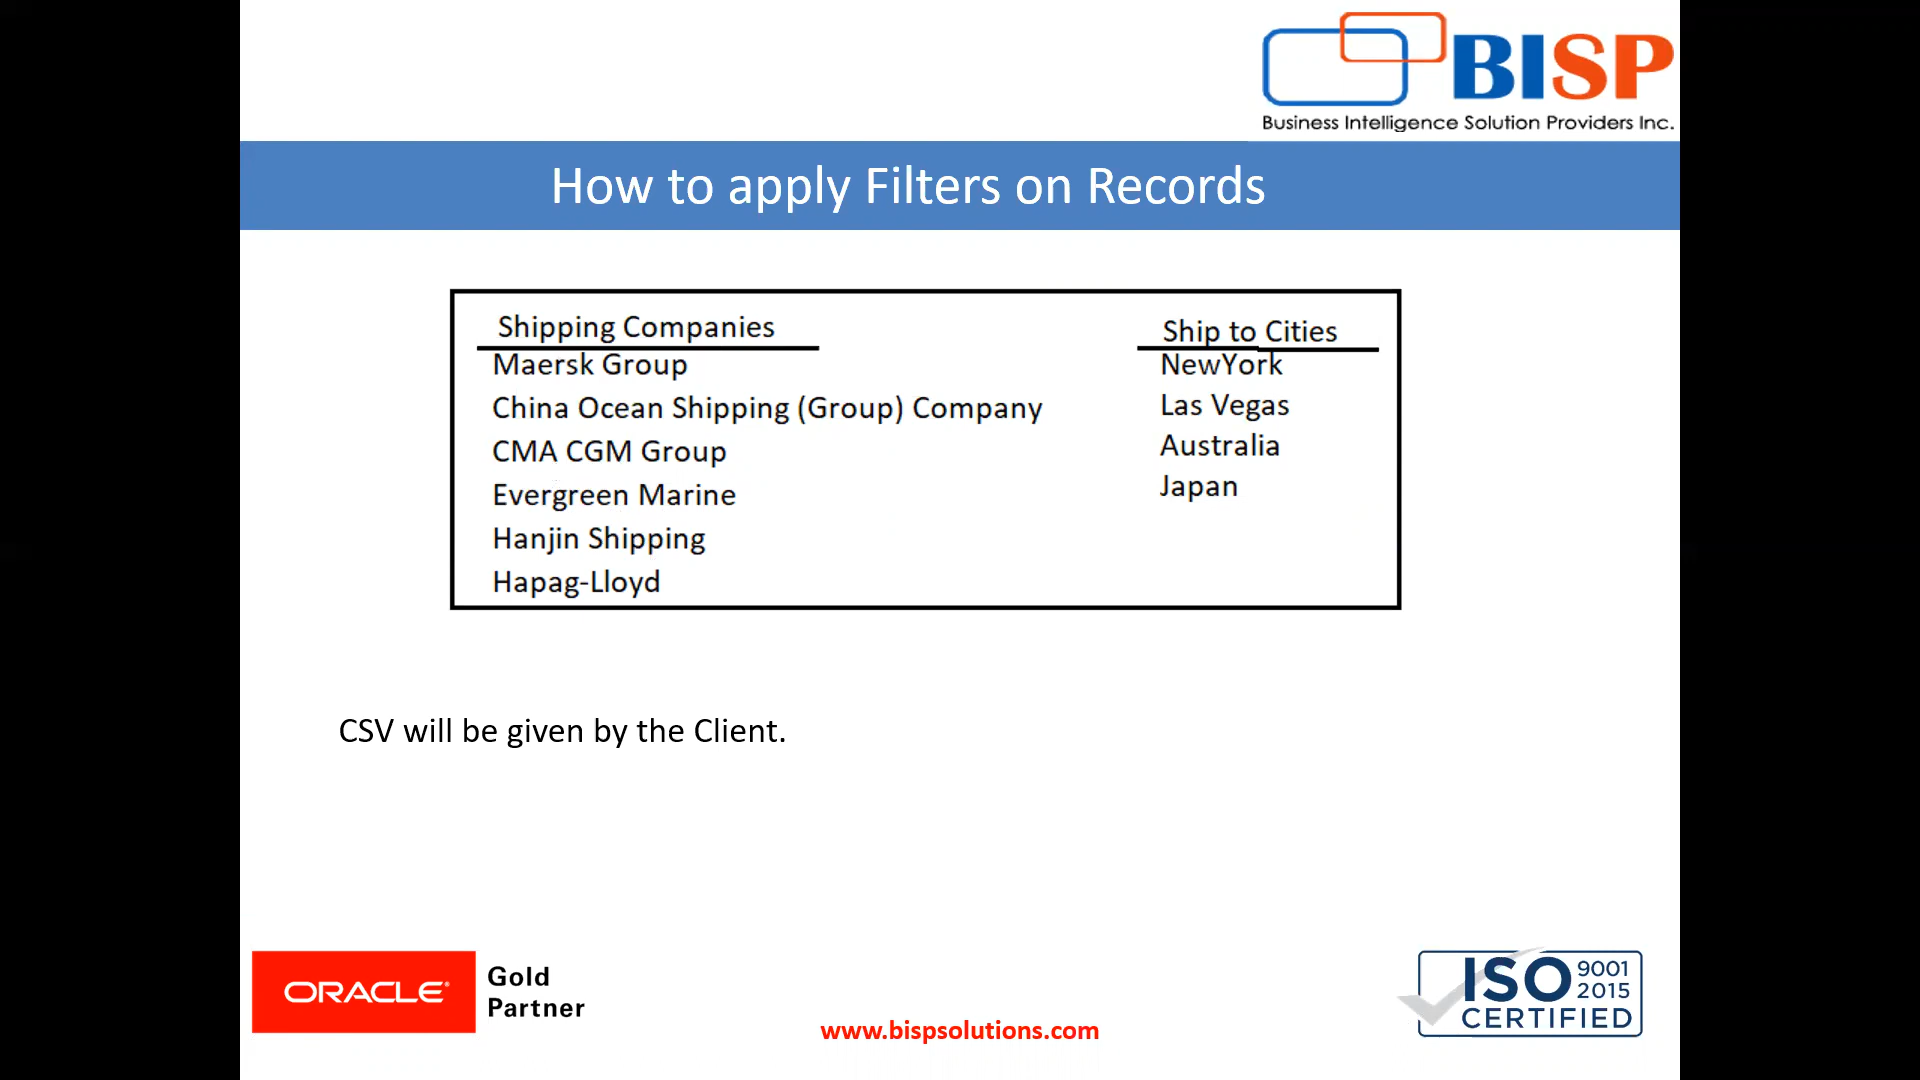 BISP
Business Intelligence Solution Providers Inc.
How to apply Filters on Records
Shipping Companies
Maersk Group
China Ocean Shipping (Group) Company
CMA CGM Group
Evergreen Marine
Hanjin Shipping
Hapag-Lloyd
Ship to Cities
NewYork
Las Vegas
Australia
Japan
CSV will be given by the Client.
ORACLE®
Gold
Partner
www.bispsolutions.com
ISO
9001
2015
CERTIFIED